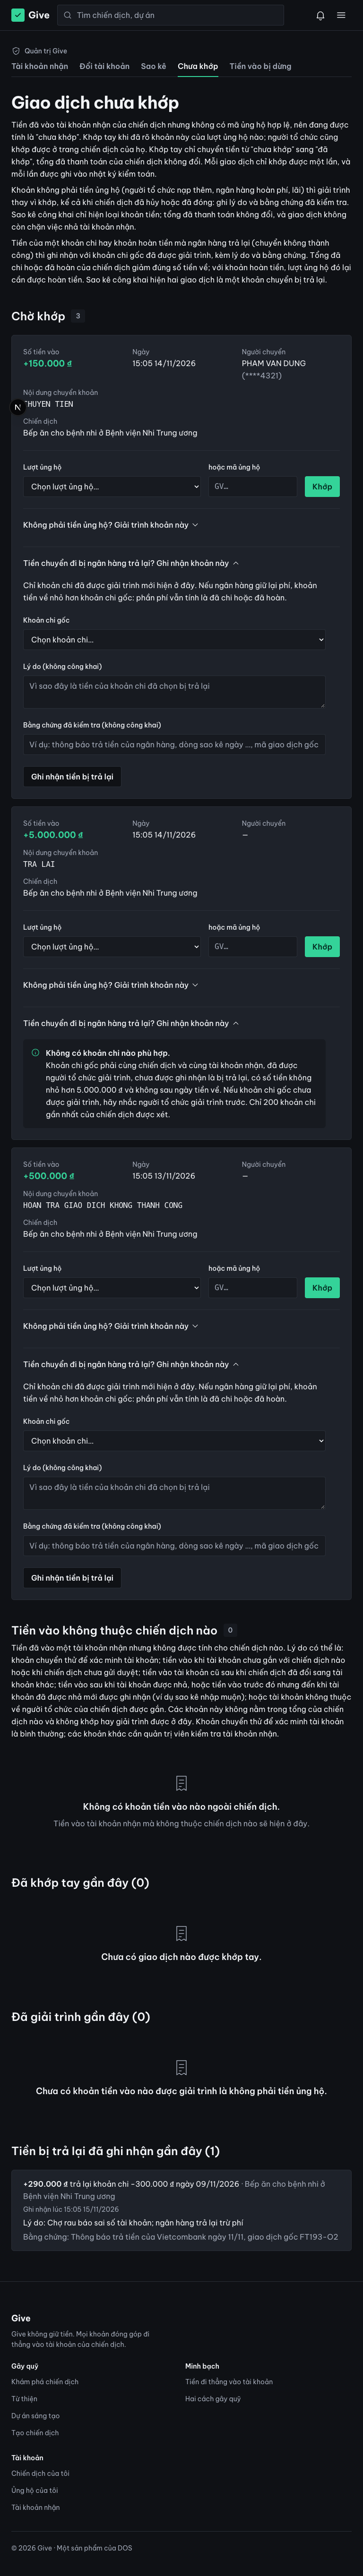 Give
Tìm chiến dịch, dự án
Quản trị Give
Tài khoản nhận Đổi tài khoản Sao kê Chưa khớp Tiền vào bị dừng
Giao dịch chưa khớp
Tiền đã vào tài khoản nhận của chiến dịch nhưng không có mã ủng hộ hợp lệ, nên đang được
tính là "chưa khớp". Khớp tay khi đã rõ khoản này của lượt ủng hộ nào; người tổ chức cũng
khớp được ở trang chiến dịch của họ. Khớp tay chỉ chuyển tiền từ "chưa khớp" sang "đã
khớp", tổng đã thanh toán của chiến dịch không đổi. Mỗi giao dịch chỉ khớp được một lần, và
mỗi lần được ghi vào nhật ký kiểm toán.
Khoản không phải tiền ủng hộ (người tổ chức nạp thêm, ngân hàng hoàn phí, lãi) thì giải trình
thay vì khớp, kể cả khi chiến dịch đã hủy hoặc đã đóng: ghi lý do và bằng chứng đã kiểm tra.
Sao kê công khai chỉ hiện loại khoản tiền; tổng đã thanh toán không đổi, và giao dịch không
còn chặn việc nhả tài khoản nhận.
Tiền của một khoản chi hay khoản hoàn tiền mà ngân hàng trả lại (chuyển không thành
công) thì ghi nhận với khoản chi gốc đã được giải trình, kèm lý do và bằng chứng. Tổng đã
chi hoặc đã hoàn của chiến dịch giảm đúng số tiền về; với khoản hoàn tiền, lượt ủng hộ đó lại
cần được hoàn tiền. Sao kê công khai hiện hai giao dịch là một khoản chi bị trả lại.
Chờ khớp 3
Số tiền vào Ngày Người chuyển
+150.000 ₫ 15:05 14/11/2026 PHAM VAN DUNG
(****4321)
Nội dung chuyển khoản
CHUYEN TIEN
Chiến dịch
Bếp ăn cho bệnh nhi ở Bệnh viện Nhi Trung ương
Lượt ủng hộ hoặc mã ủng hộ
Chọn lượt ủng hộ… GV… Khớp
Không phải tiền ủng hộ? Giải trình khoản này
Tiền chuyển đi bị ngân hàng trả lại? Ghi nhận khoản này
Chỉ khoản chi đã được giải trình mới hiện ở đây. Nếu ngân hàng giữ lại phí, khoản
tiền về nhỏ hơn khoản chi gốc: phần phí vẫn tính là đã chi hoặc đã hoàn.
Khoản chi gốc
Chọn khoản chi…
Lý do (không công khai)
Vì sao đây là tiền của khoản chi đã chọn bị trả lại
Bằng chứng đã kiểm tra (không công khai)
Ví dụ: thông báo trả tiền của ngân hàng, dòng sao kê ngày …, mã giao dịch gốc
Ghi nhận tiền bị trả lại
Số tiền vào Ngày Người chuyển
+5.000.000 ₫ 15:05 14/11/2026 —
Nội dung chuyển khoản
TRA LAI
Chiến dịch
Bếp ăn cho bệnh nhi ở Bệnh viện Nhi Trung ương
Lượt ủng hộ hoặc mã ủng hộ
Chọn lượt ủng hộ… GV… Khớp
Không phải tiền ủng hộ? Giải trình khoản này
Tiền chuyển đi bị ngân hàng trả lại? Ghi nhận khoản này
Không có khoản chi nào phù hợp.
Khoản chi gốc phải cùng chiến dịch và cùng tài khoản nhận, đã được
người tổ chức giải trình, chưa được ghi nhận là bị trả lại, có số tiền không
nhỏ hơn 5.000.000 ₫ và không sau ngày tiền về. Nếu khoản chi gốc chưa
được giải trình, hãy nhắc người tổ chức giải trình trước. Chỉ 200 khoản chi
gần nhất của chiến dịch được xét.
Số tiền vào Ngày Người chuyển
+500.000 ₫ 15:05 13/11/2026 —
Nội dung chuyển khoản
HOAN TRA GIAO DICH KHONG THANH CONG
Chiến dịch
Bếp ăn cho bệnh nhi ở Bệnh viện Nhi Trung ương
Lượt ủng hộ hoặc mã ủng hộ
Chọn lượt ủng hộ… GV… Khớp
Không phải tiền ủng hộ? Giải trình khoản này
Tiền chuyển đi bị ngân hàng trả lại? Ghi nhận khoản này
Chỉ khoản chi đã được giải trình mới hiện ở đây. Nếu ngân hàng giữ lại phí, khoản
tiền về nhỏ hơn khoản chi gốc: phần phí vẫn tính là đã chi hoặc đã hoàn.
Khoản chi gốc
Chọn khoản chi…
Lý do (không công khai)
Vì sao đây là tiền của khoản chi đã chọn bị trả lại
Bằng chứng đã kiểm tra (không công khai)
Ví dụ: thông báo trả tiền của ngân hàng, dòng sao kê ngày …, mã giao dịch gốc
Ghi nhận tiền bị trả lại
Tiền vào không thuộc chiến dịch nào 0
Tiền đã vào một tài khoản nhận nhưng không được tính cho chiến dịch nào. Lý do có thể là:
khoản chuyển thử để xác minh tài khoản; tiền vào khi tài khoản chưa gắn với chiến dịch nào
hoặc khi chiến dịch chưa gửi duyệt; tiền vào tài khoản cũ sau khi chiến dịch đã đổi sang tài
khoản khác; tiền vào sau khi tài khoản được nhả, hoặc tiền vào trước đó nhưng đến khi tài
khoản đã được nhả mới được ghi nhận (ví dụ sao kê nhập muộn); hoặc tài khoản không thuộc
về người tổ chức của chiến dịch được gắn. Các khoản này không nằm trong tổng của chiến
dịch nào và không khớp hay giải trình được ở đây. Khoản chuyển thử để xác minh tài khoản
là bình thường; các khoản khác cần quản trị viên kiểm tra tài khoản nhận.
Không có khoản tiền vào nào ngoài chiến dịch.
Tiền vào tài khoản nhận mà không thuộc chiến dịch nào sẽ hiện ở đây.
Đã khớp tay gần đây (0)
Chưa có giao dịch nào được khớp tay.
Đã giải trình gần đây (0)
Chưa có khoản tiền vào nào được giải trình là không phải tiền ủng hộ.
Tiền bị trả lại đã ghi nhận gần đây (1)
+290.000 ₫ trả lại khoản chi −300.000 ₫ ngày 09/11/2026 · Bếp ăn cho bệnh nhi ở
Bệnh viện Nhi Trung ương
Ghi nhận lúc 15:05 15/11/2026
Lý do: Chợ rau báo sai số tài khoản; ngân hàng trả lại trừ phí
Bằng chứng: Thông báo trả tiền của Vietcombank ngày 11/11, giao dịch gốc FT193-O2
Give
Give không giữ tiền. Mọi khoản đóng góp đi
thẳng vào tài khoản của chiến dịch.
Gây quỹ Minh bạch
Khám phá chiến dịch Tiền đi thẳng vào tài khoản
Từ thiện Hai cách gây quỹ
Dự án sáng tạo
Tạo chiến dịch
Tài khoản
Chiến dịch của tôi
Ủng hộ của tôi
Tài khoản nhận
© 2026 Give · Một sản phẩm của DOS